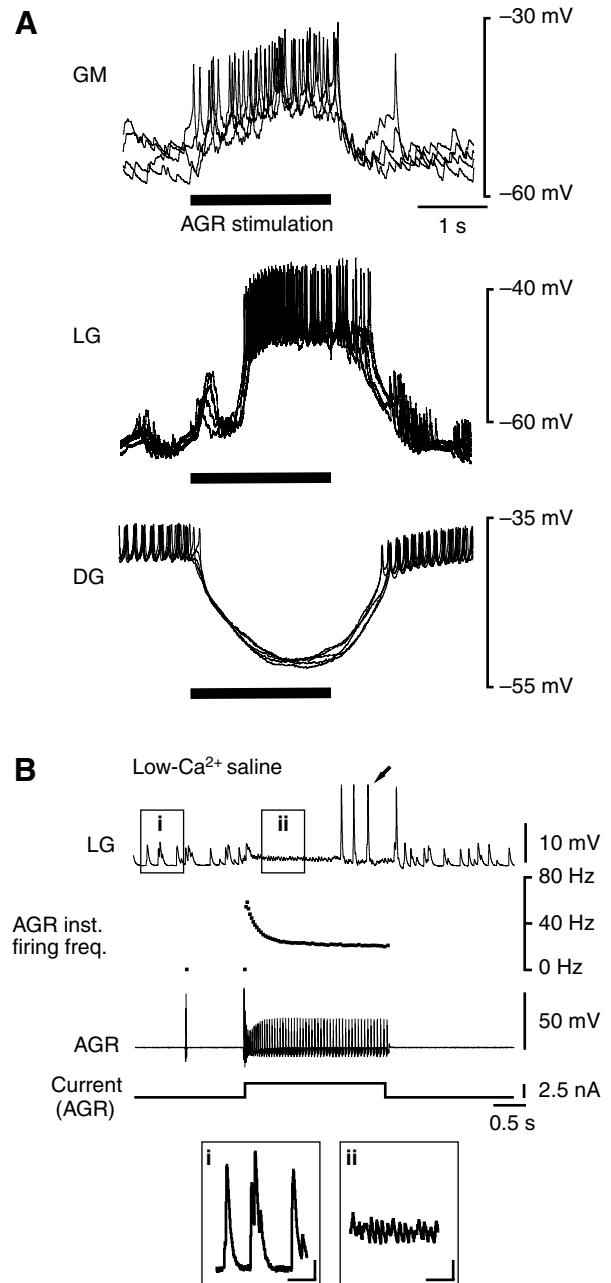 A
GM
–30 mV
–60 mV
AGR stimulation
1 s
LG
–40 mV
–60 mV
DG
–35 mV
–55 mV
B
Low-Ca²⁺ saline
i
ii
LG
10 mV
80 Hz
AGR inst.
firing freq.
40 Hz
0 Hz
AGR
50 mV
Current
(AGR)
2.5 nA
0.5 s
i
ii